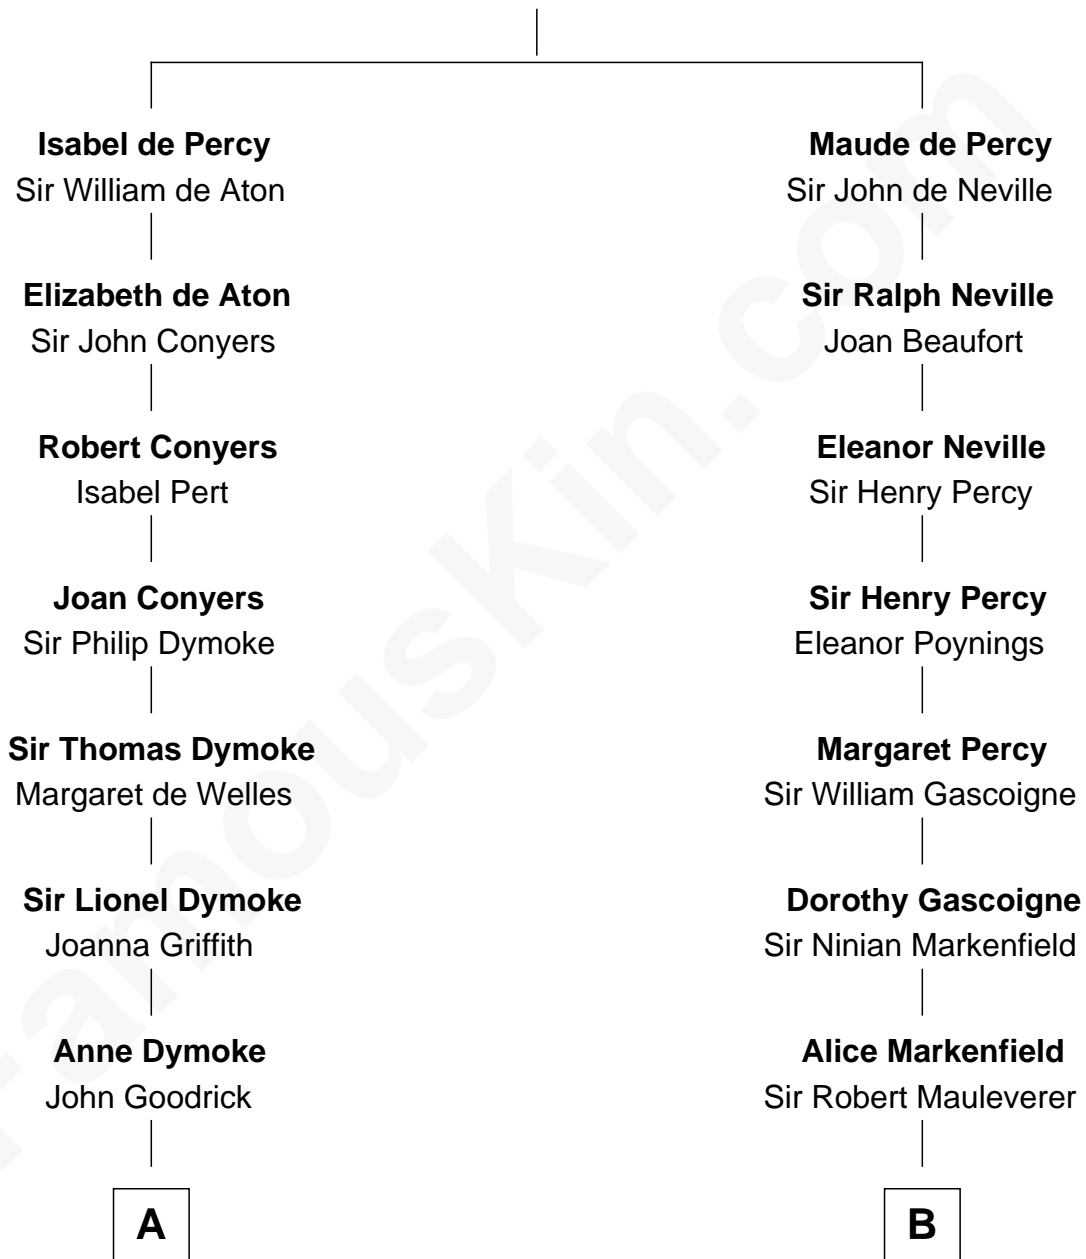 Isabel de Percy
Sir William de Aton
Elizabeth de Aton
Sir John Conyers
Robert Conyers
Isabel Pert
Joan Conyers
Sir Philip Dymoke
Sir Thomas Dymoke
Margaret de Welles
Sir Lionel Dymoke
Joanna Griffith
Anne Dymoke
John Goodrick
A
Maude de Percy
Sir John de Neville
Sir Ralph Neville
Joan Beaufort
Eleanor Neville
Sir Henry Percy
Sir Henry Percy
Eleanor Poynings
Margaret Percy
Sir William Gascoigne
Dorothy Gascoigne
Sir Ninian Markenfield
Alice Markenfield
Sir Robert Mauleverer
B
FamousKin.com